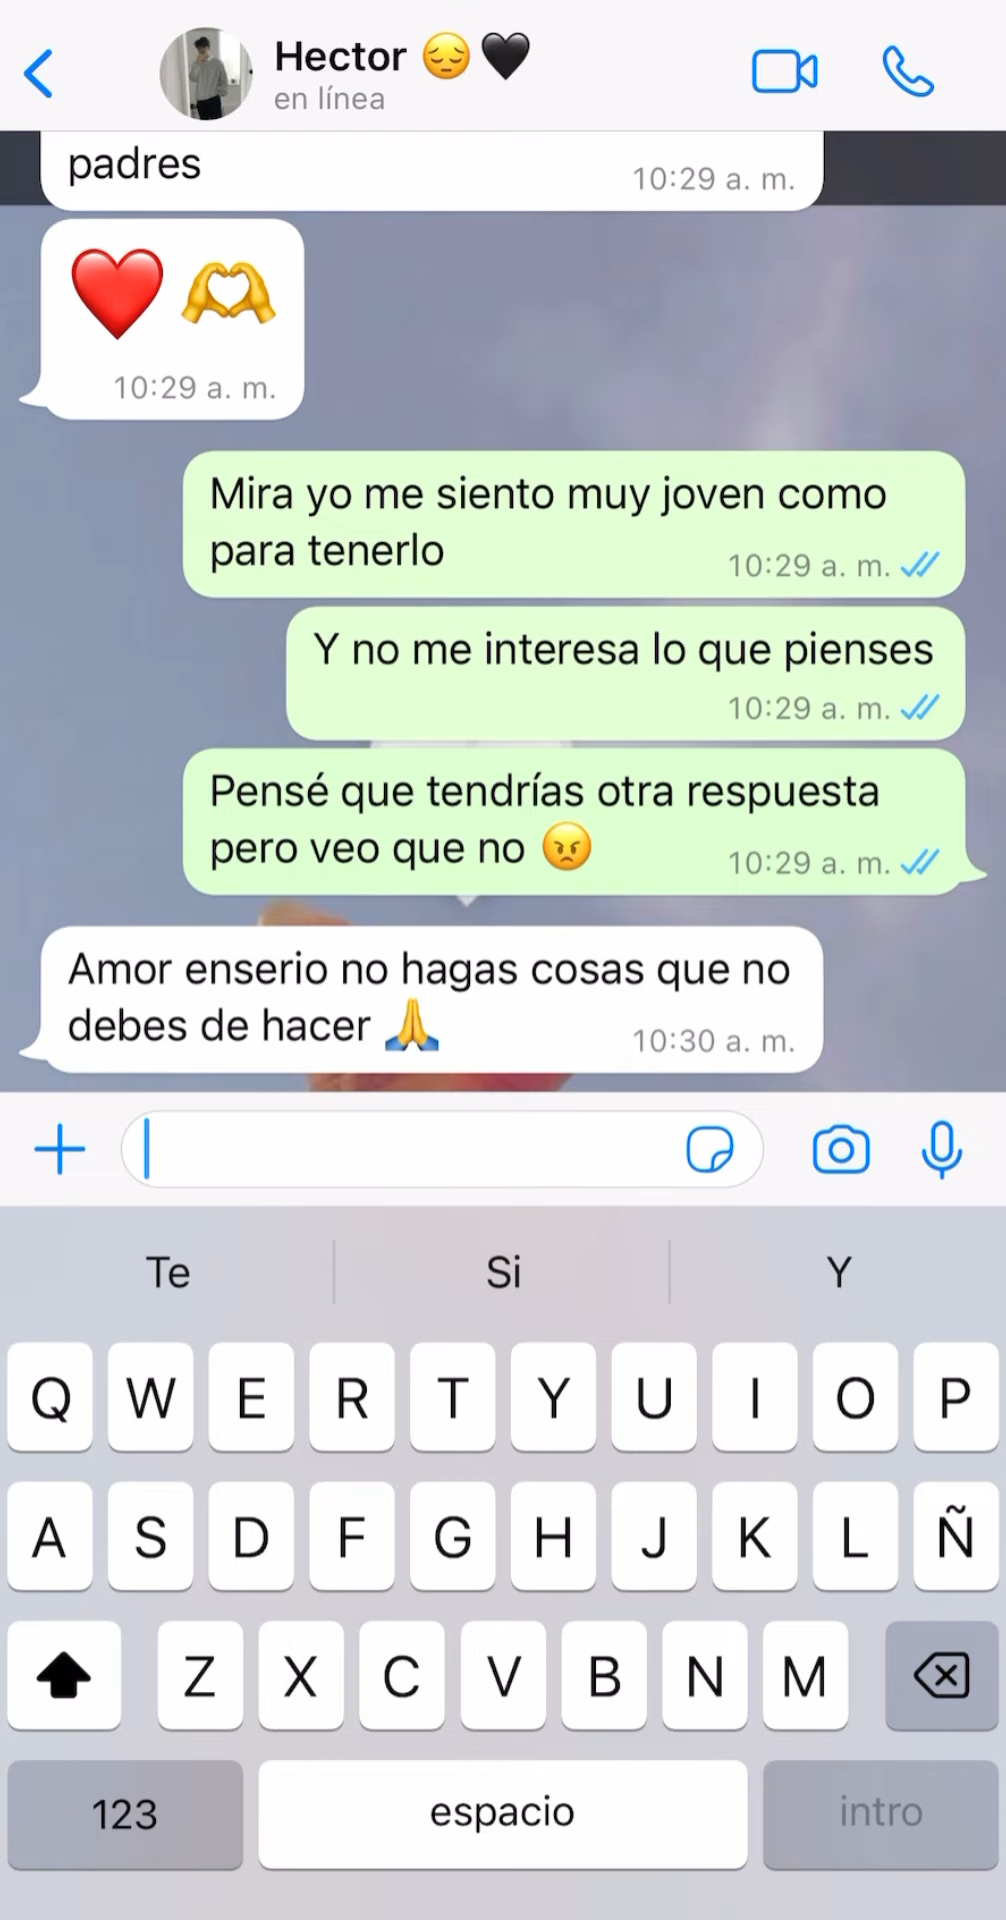 Hector 😔🖤
en línea
padres
10:29 a. m.
❤️ 🫶
10:29 a. m.
Mira yo me siento muy joven como
para tenerlo
10:29 a. m.
Y no me interesa lo que pienses
10:29 a. m.
Pensé que tendrías otra respuesta
pero veo que no 😠
10:29 a. m.
Amor enserio no hagas cosas que no
debes de hacer 🙏
10:30 a. m.
Te Si Y
Q W E R T Y U I O P
A S D F G H J K L Ñ
Z X C V B N M
123 espacio intro